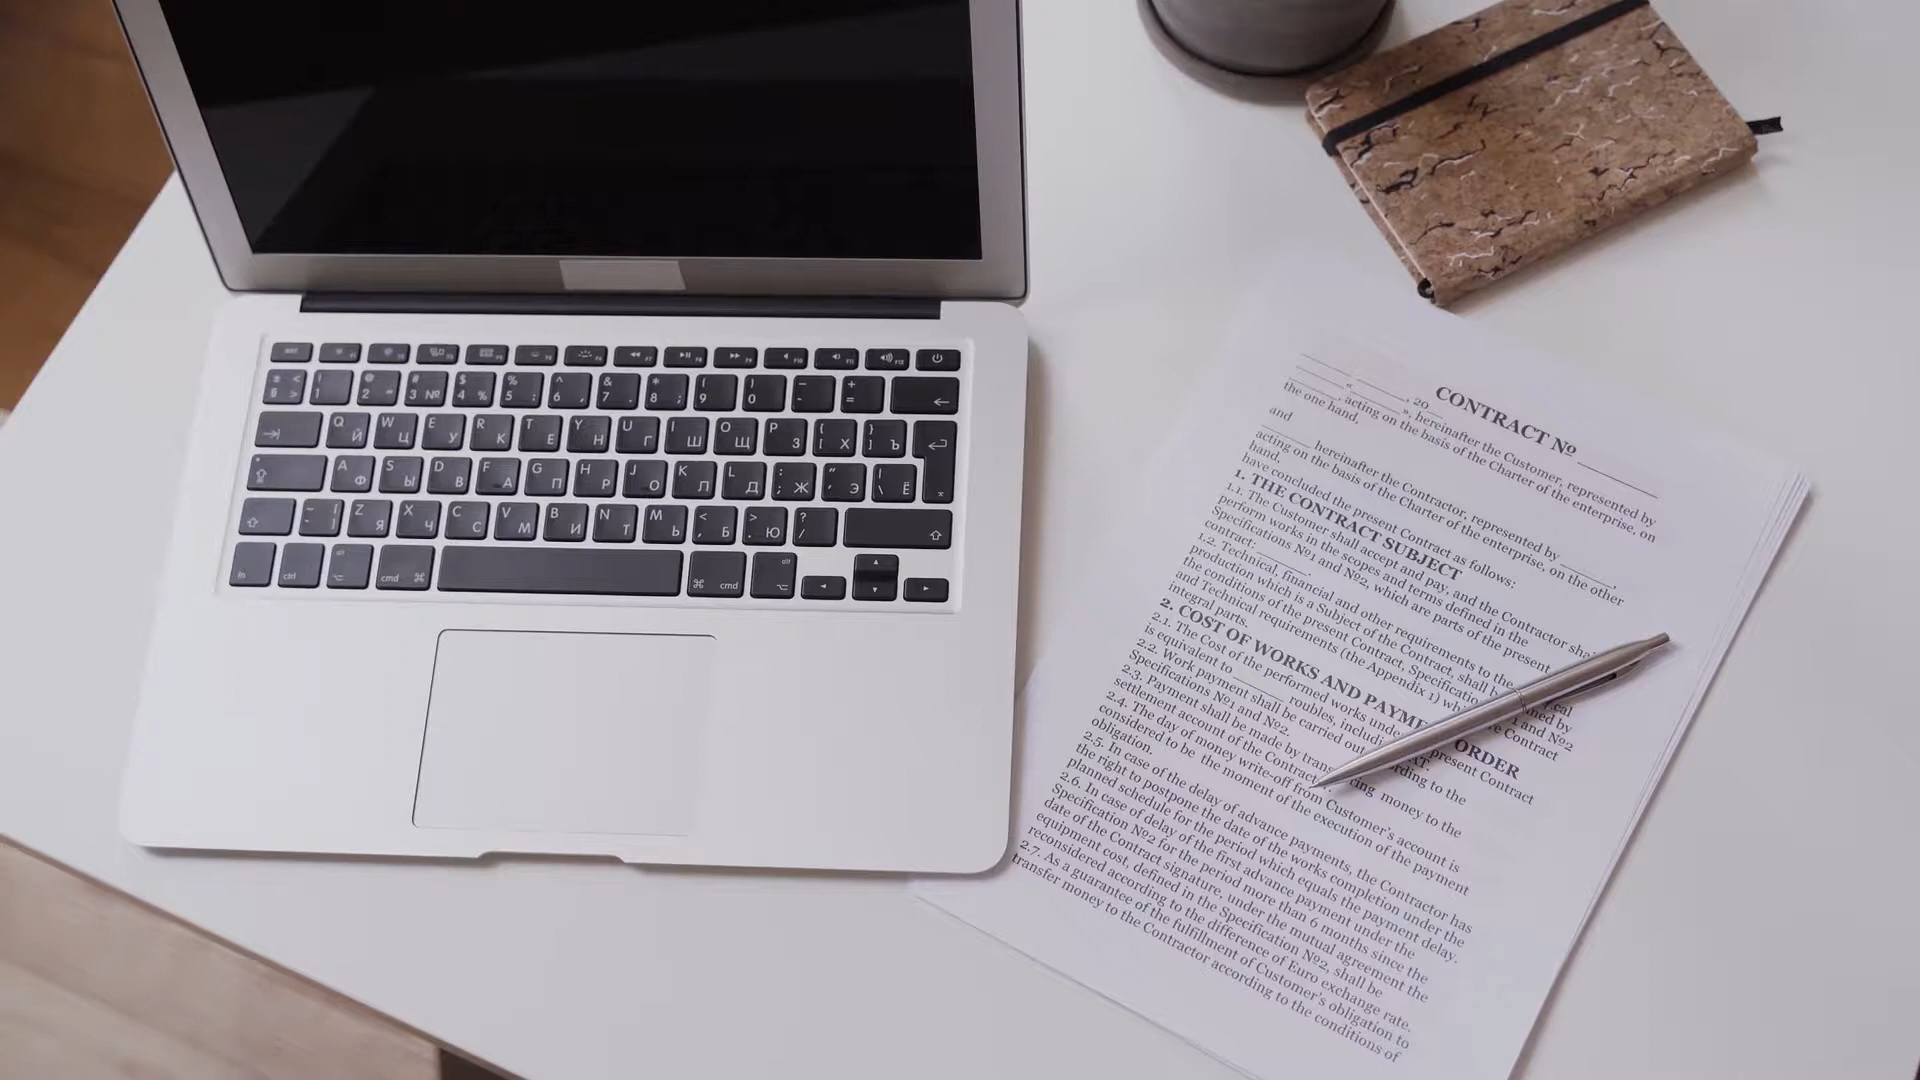 CONTRACT № ________
_______ «___» _______, 20__
_______, acting on the basis of the Charter of the enterprise, on
», hereinafter the Customer, represented by
the one hand,
and
_______ hereinafter the Contractor, represented by _______,
acting on the basis of the Charter of the enterprise, on the other
hand,
have concluded the present Contract as follows:
1. THE CONTRACT SUBJECT
1.1. The Customer shall accept and pay, and the Contractor shall
perform works in the scopes and terms defined in the
Specifications №1 and №2, which are parts of the present
contract: _______.
1.2. Technical, financial and other requirements to the
production which is a Subject of the Contract, shall be
the conditions of the present Contract, Specifications №1 and №2
and Technical requirements (the Appendix 1) Contract
integral parts.
2. COST OF WORKS AND PAYMENT ORDER
2.1. The Cost of the performed works present Contract
is equivalent to _______ roubles,
2.2. Work payment shall be carried out according to the
Specifications №1 and №2.
2.3. Payment shall be made by transferring money to the
settlement account of the Contractor.
2.4. The day of money write-off from Customer's account is
considered to be the moment of the execution of the payment
obligation.
2.5. In case of the delay of advance payments, the Contractor has
the right to postpone the date of the works completion under the
planned schedule for the period which equals the payment delay.
2.6. In case of delay of the first advance payment under the
Specification №2 for the period more than 6 months since the
date of the Contract signature, under the mutual agreement the
equipment cost, defined in the Specification №2, shall be
reconsidered according to the difference of Euro exchange rate.
2.7. As a guarantee of the fulfillment of Customer's obligation to
transfer money to the Contractor according to the conditions of